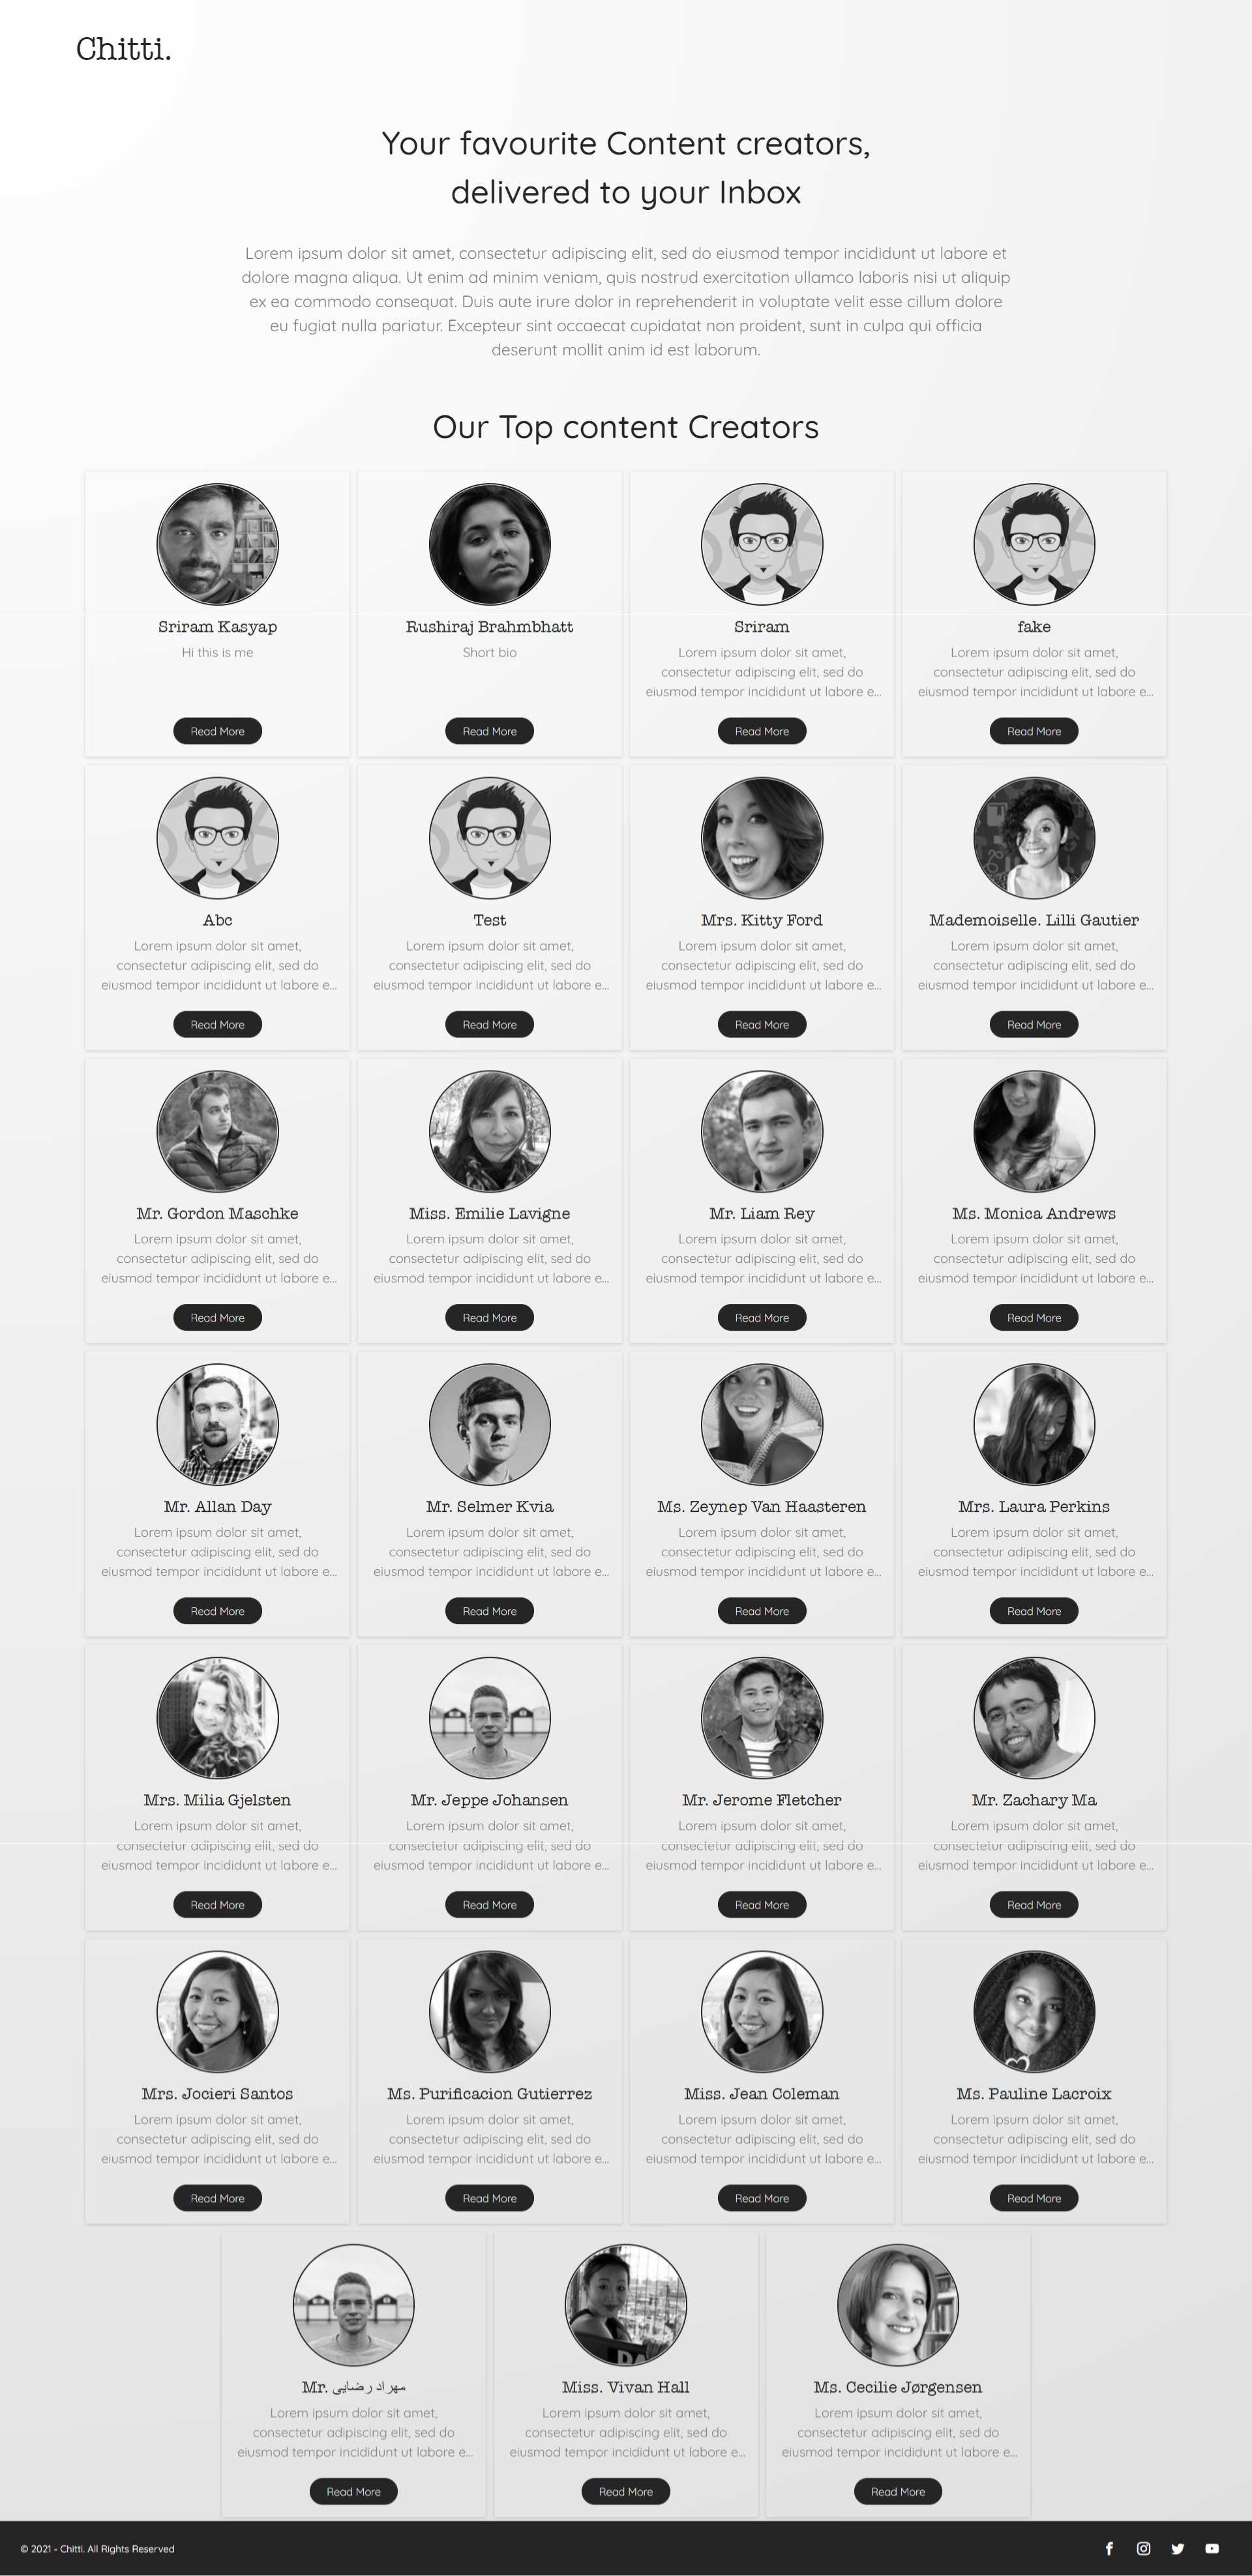 Chitti.
Your favourite Content creators,
delivered to your Inbox
Lorem ipsum dolor sit amet, consectetur adipiscing elit, sed do eiusmod tempor incididunt ut labore et
dolore magna aliqua. Ut enim ad minim veniam, quis nostrud exercitation ullamco laboris nisi ut aliquip
ex ea commodo consequat. Duis aute irure dolor in reprehenderit in voluptate velit esse cillum dolore
eu fugiat nulla pariatur. Excepteur sint occaecat cupidatat non proident, sunt in culpa qui officia
deserunt mollit anim id est laborum.
Our Top content Creators
Sriram Kasyap
Hi this is me
Read More
Rushiraj Brahmbhatt
Short bio
Read More
Sriram
Lorem ipsum dolor sit amet,
consectetur adipiscing elit, sed do
eiusmod tempor incididunt ut labore e...
Read More
fake
Lorem ipsum dolor sit amet,
consectetur adipiscing elit, sed do
eiusmod tempor incididunt ut labore e...
Read More
Abc
Lorem ipsum dolor sit amet,
consectetur adipiscing elit, sed do
eiusmod tempor incididunt ut labore e...
Read More
Test
Lorem ipsum dolor sit amet,
consectetur adipiscing elit, sed do
eiusmod tempor incididunt ut labore e...
Read More
Mrs. Kitty Ford
Lorem ipsum dolor sit amet,
consectetur adipiscing elit, sed do
eiusmod tempor incididunt ut labore e...
Read More
Mademoiselle. Lilli Gautier
Lorem ipsum dolor sit amet,
consectetur adipiscing elit, sed do
eiusmod tempor incididunt ut labore e...
Read More
Mr. Gordon Maschke
Lorem ipsum dolor sit amet,
consectetur adipiscing elit, sed do
eiusmod tempor incididunt ut labore e...
Read More
Miss. Emilie Lavigne
Lorem ipsum dolor sit amet,
consectetur adipiscing elit, sed do
eiusmod tempor incididunt ut labore e...
Read More
Mr. Liam Rey
Lorem ipsum dolor sit amet,
consectetur adipiscing elit, sed do
eiusmod tempor incididunt ut labore e...
Read More
Ms. Monica Andrews
Lorem ipsum dolor sit amet,
consectetur adipiscing elit, sed do
eiusmod tempor incididunt ut labore e...
Read More
Mr. Allan Day
Lorem ipsum dolor sit amet,
consectetur adipiscing elit, sed do
eiusmod tempor incididunt ut labore e...
Read More
Mr. Selmer Kvia
Lorem ipsum dolor sit amet,
consectetur adipiscing elit, sed do
eiusmod tempor incididunt ut labore e...
Read More
Ms. Zeynep Van Haasteren
Lorem ipsum dolor sit amet,
consectetur adipiscing elit, sed do
eiusmod tempor incididunt ut labore e...
Read More
Mrs. Laura Perkins
Lorem ipsum dolor sit amet,
consectetur adipiscing elit, sed do
eiusmod tempor incididunt ut labore e...
Read More
Mrs. Milia Gjelsten
Lorem ipsum dolor sit amet,
consectetur adipiscing elit, sed do
eiusmod tempor incididunt ut labore e...
Read More
Mr. Jeppe Johansen
Lorem ipsum dolor sit amet,
consectetur adipiscing elit, sed do
eiusmod tempor incididunt ut labore e...
Read More
Mr. Jerome Fletcher
Lorem ipsum dolor sit amet,
consectetur adipiscing elit, sed do
eiusmod tempor incididunt ut labore e...
Read More
Mr. Zachary Ma
Lorem ipsum dolor sit amet,
consectetur adipiscing elit, sed do
eiusmod tempor incididunt ut labore e...
Read More
Mrs. Jocieri Santos
Lorem ipsum dolor sit amet,
consectetur adipiscing elit, sed do
eiusmod tempor incididunt ut labore e...
Read More
Ms. Purificacion Gutierrez
Lorem ipsum dolor sit amet,
consectetur adipiscing elit, sed do
eiusmod tempor incididunt ut labore e...
Read More
Miss. Jean Coleman
Lorem ipsum dolor sit amet,
consectetur adipiscing elit, sed do
eiusmod tempor incididunt ut labore e...
Read More
Ms. Pauline Lacroix
Lorem ipsum dolor sit amet,
consectetur adipiscing elit, sed do
eiusmod tempor incididunt ut labore e...
Read More
Mr. مهراد رضایی
Lorem ipsum dolor sit amet,
consectetur adipiscing elit, sed do
eiusmod tempor incididunt ut labore e...
Read More
Miss. Vivan Hall
Lorem ipsum dolor sit amet,
consectetur adipiscing elit, sed do
eiusmod tempor incididunt ut labore e...
Read More
Ms. Cecilie Jørgensen
Lorem ipsum dolor sit amet,
consectetur adipiscing elit, sed do
eiusmod tempor incididunt ut labore e...
Read More
© 2021 - Chitti. All Rights Reserved